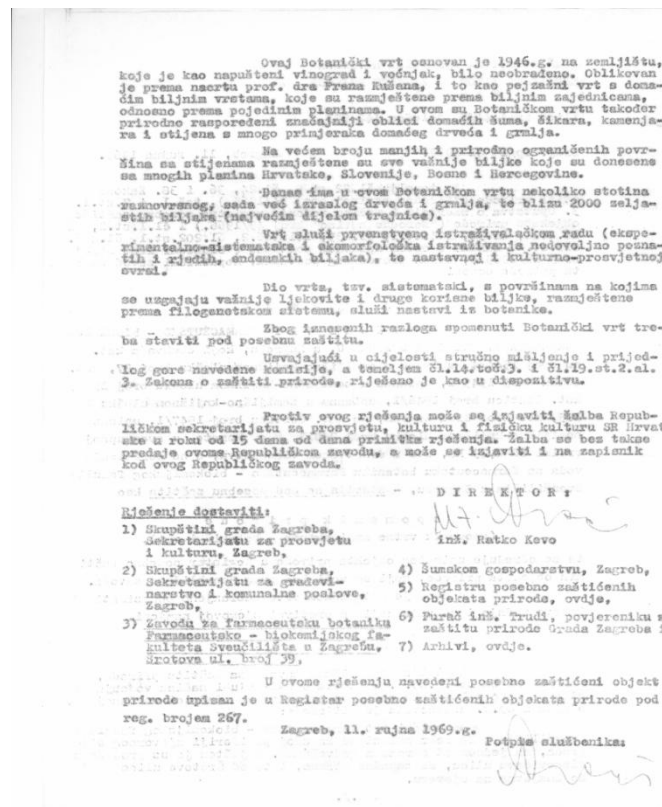 Ovaj Botanički vrt osnovan je 1946.g. na zemljištu,
koje je kao napušteni vinograd i voćnjak, bilo neobrađeno. Oblikovan
je prema nacrtu prof. dra Frana Kušana, i to kao pejzažni vrt s doma-
ćim biljnim vrstama, koje su razmještene prema biljnim zajednicama,
odnosno prema pojedinim planinama. U ovom su Botaničkom vrtu također
prirodno raspoređeni značajniji oblici domaćih šuma, šikara, kamenja-
ra i stijena s mnogo primjeraka domaćeg drveća i grmlja.
Na većem broju manjih i prirodno ograničenih povr-
šina sa stijenama razmještene su sve važnije biljke koje su donesene
sa mnogih planina Hrvatske, Slovenije, Bosne i Hercegovine.
Danas ima u ovom Botaničkom vrtu nekoliko stotina
raznovrsnog, sada već izraslog drveća i grmlja, te blizu 2000 zelja-
stih biljaka (najvećim dijelom trajnica).
Vrt služi prvenstveno istraživalačkom radu (ekspe-
rimentalno-sistematska i ekomorfološka istraživanja nedovoljno pozna-
tih i rjeđih, endemskih biljaka), te nastavnoj i kulturno-prosvjetnoj
svrsi.
Dio vrta, tzv. sistematski, s površinama na kojima
se uzgajaju važnije ljekovite i druge korisne biljke, razmještene
prema filogenetskom sistemu, služi nastavi iz botanike.
Zbog iznesenih razloga spomenuti Botanički vrt tre-
ba staviti pod posebnu zaštitu.
Usvajajući u cijelosti stručno mišljenje i prijed-
log gore navedene komisije, a temeljem čl.14.toč.3. i čl.19.st.2.al.
3. Zakona o zaštiti prirode, riješeno je kao u dispozitivu.
Protiv ovog rješenja može se izjaviti žalba Repub-
ličkom sekretarijatu za prosvjetu, kulturu i fizičku kulturu SR Hrvat
ske u roku od 15 dana od dana primitka rješenja. Žalba se bez takse
predaje ovome Republičkom zavodu, a može se izjaviti i na zapisnik
kod ovog Republičkog zavoda.
D I R E K T O R :
inž. Ratko Kevo
Rješenje dostaviti:
1) Skupštini grada Zagreba,
Sekretarijatu za prosvjetu
i kulturu, Zagreb,
2) Skupštini grada Zagreba,
Sekretarijatu za građevi-
narstvo i komunalne poslove,
Zagreb,
3) Zavodu za farmaceutsku botaniku
Farmaceutsko - biokemijskog fa-
kulteta Sveučilišta u Zagrebu,
Šrotova ul. broj 39,
4) Šumskom gospodarstvu, Zagreb,
5) Registru posebno zaštićenih
objekata prirode, ovdje,
6) Purać inž. Trudi, povjereniku
zaštitu prirode Grada Zagreba
7) Arhivi, ovdje.
U ovome rješenju navedeni posebno zaštićeni objekt
prirode upisan je u Registar posebno zaštićenih objekata prirode pod
reg. brojem 267.
Zagreb, 11. rujna 1969.g.
Potpis službenika: